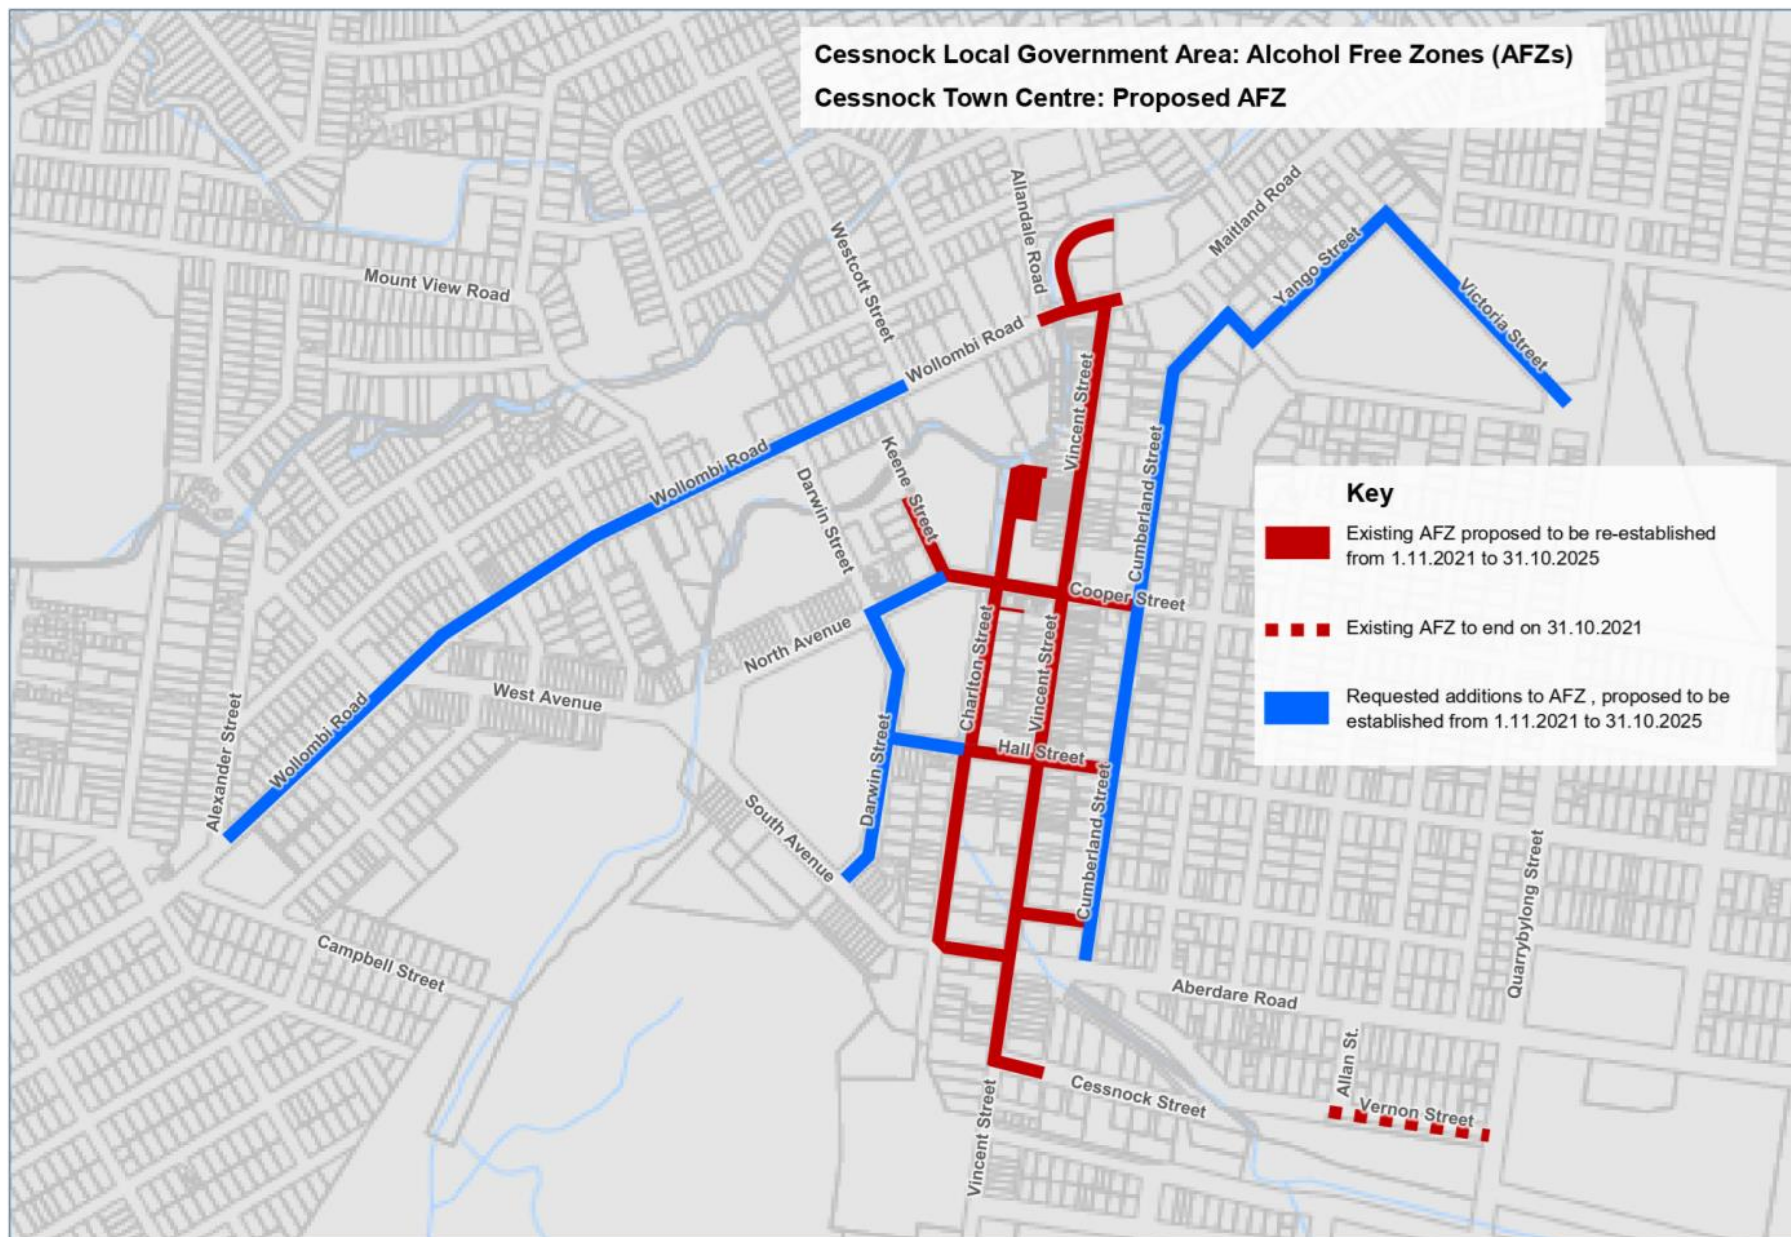 Cessnock Local Government Area: Alcohol Free Zones (AFZs)
Cessnock Town Centre: Proposed AFZ
Allandale Road
Maitland Road
Westcott Street
Yango Street
Mount View Road
Victoria Street
Wollombi Road
Vincent Street
Wollombi Road
Keene Street
Darwin Street
Cumberland Street
Key
Existing AFZ proposed to be re-established
from 1.11.2021 to 31.10.2025
Existing AFZ to end on 31.10.2021
Requested additions to AFZ , proposed to be
established from 1.11.2021 to 31.10.2025
Cooper Street
North Avenue
Charlton Street
Vincent Street
West Avenue
Wollombi Road
Alexander Street
Hall Street
Darwin Street
South Avenue
Cumberland Street
Quarrybylong Street
Campbell Street
Aberdare Road
Allan St.
Cessnock Street
Vernon Street
Vincent Street